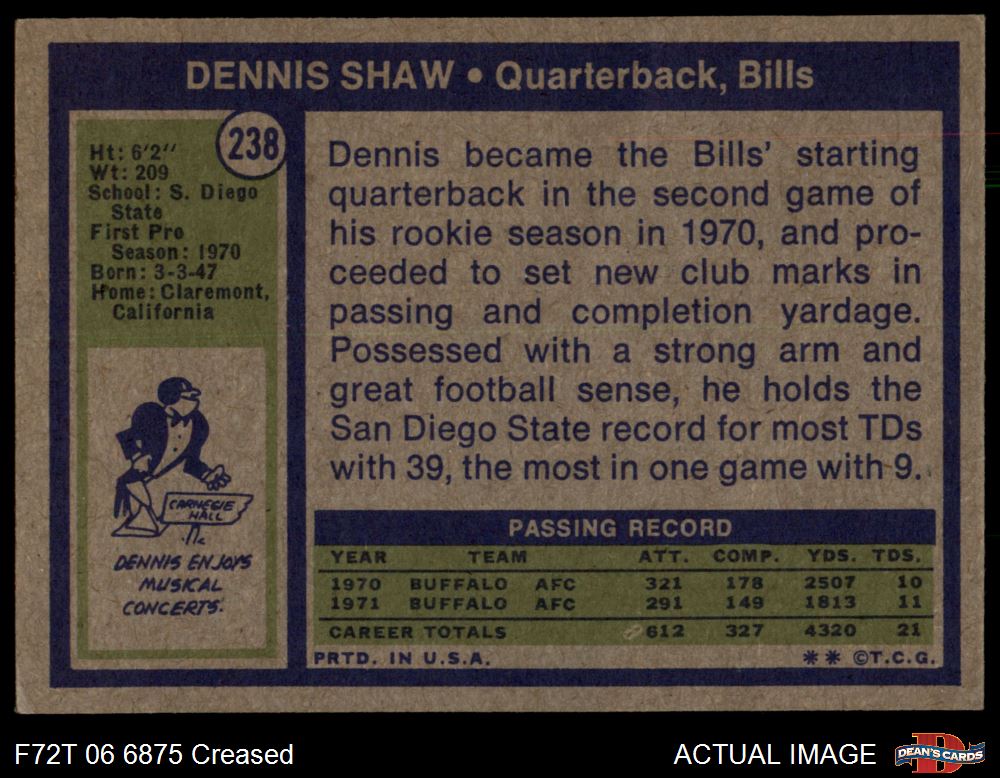 DENNIS SHAW • Quarterback, Bills
238
Ht: 6'2"
Wt: 209
School: S. Diego
State
First Pro
Season: 1970
Born: 3-3-47
Home: Claremont,
California
CARNEGIE
HALL
DENNIS ENJOYS
MUSICAL
CONCERTS.
Dennis became the Bills' starting
quarterback in the second game of
his rookie season in 1970, and pro-
ceeded to set new club marks in
passing and completion yardage.
Possessed with a strong arm and
great football sense, he holds the
San Diego State record for most TDs
with 39, the most in one game with 9.
PASSING RECORD
YEAR TEAM ATT. COMP. YDS. TDS.
1970 BUFFALO AFC 321 178 2507 10
1971 BUFFALO AFC 291 149 1813 11
CAREER TOTALS 612 327 4320 21
PRTD. IN U.S.A. ** ©T.C.G.
F72T 06 6875 Creased
ACTUAL IMAGE
DEAN'S CARDS